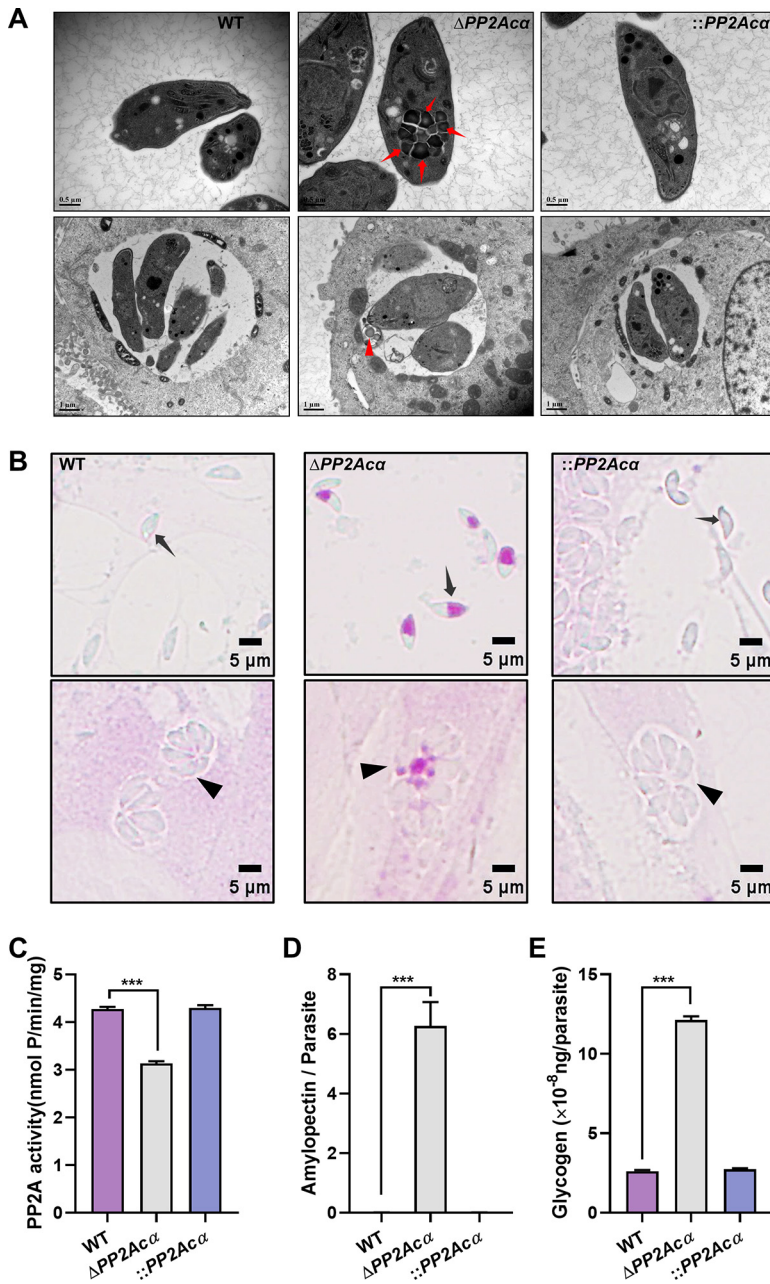 A
WT
ΔPP2Acα
::PP2Acα
0.5 µm
0.5 µm
0.5 µm
1 µm
1 µm
1 µm
B
WT
ΔPP2Acα
::PP2Acα
5 µm
5 µm
5 µm
5 µm
5 µm
5 µm
C
PP2A activity(nmol P/min/mg)
5
4
3
2
1
0
***
WT
ΔPP2Acα
::PP2Acα
D
Amylopectin / Parasite
8
6
4
2
0
***
WT
ΔPP2Acα
::PP2Acα
E
Glycogen (×10-8ng/parasite)
15
10
5
0
***
WT
ΔPP2Acα
::PP2Acα